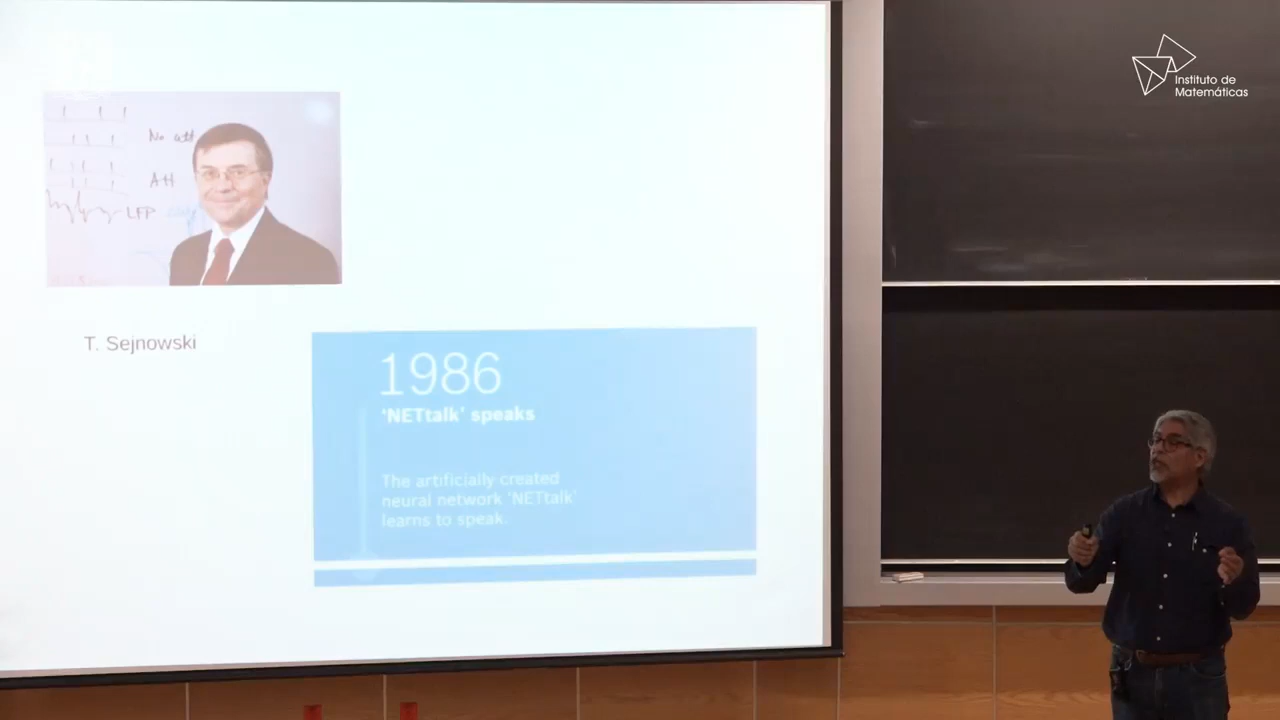 Instituto de
Matemáticas
No att
Att
LFP
T. Sejnowski
1986
‘NETtalk’ speaks
The artificially created
neural network ‘NETtalk’
learns to speak.